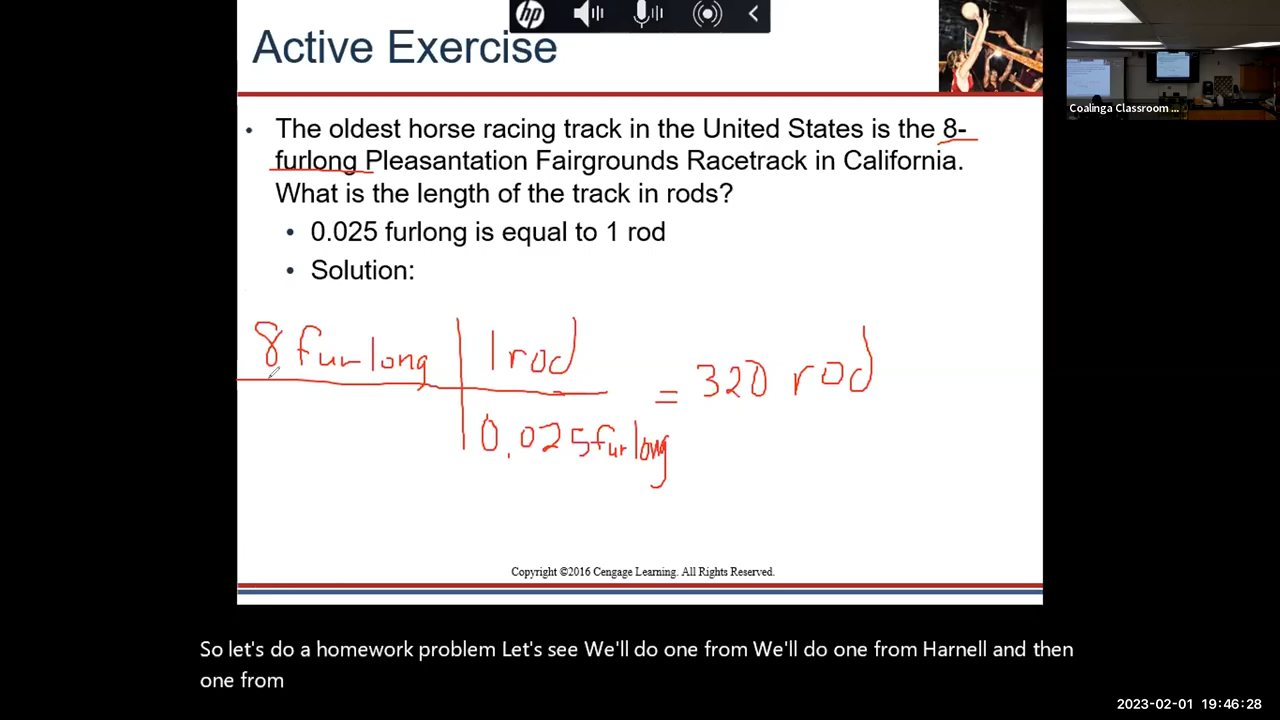 hp
Active Exercise
Coalinga Classroom ...
• The oldest horse racing track in the United States is the 8-
furlong Pleasantation Fairgrounds Racetrack in California.
What is the length of the track in rods?
• 0.025 furlong is equal to 1 rod
• Solution:
8 furlong 1 rod
= 320 rod
0.025 furlong
Copyright ©2016 Cengage Learning. All Rights Reserved.
So let's do a homework problem Let's see We'll do one from We'll do one from Harnell and then
one from
2023-02-01 19:46:28